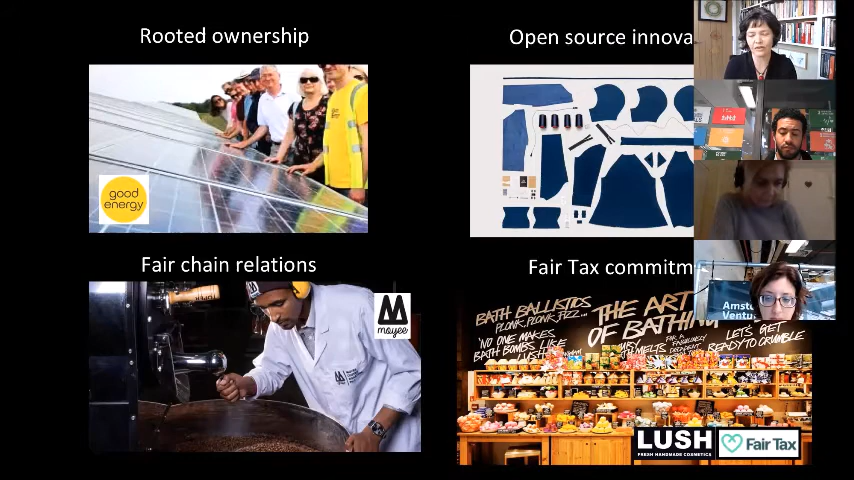 Rooted ownership
Open source innova
good
energy
Fair chain relations
Fair Tax commitm
moyee
BATH BALLISTICS
PLONK, PLONK, FIZZ...
'NO ONE MAKES
BATH BOMBS LIKE
LUSH
THE ART
OF BATHING
LET'S GET
READY TO CRUMBLE
LUSH
FRESH HANDMADE COSMETICS
Fair Tax
Amste
Ventu